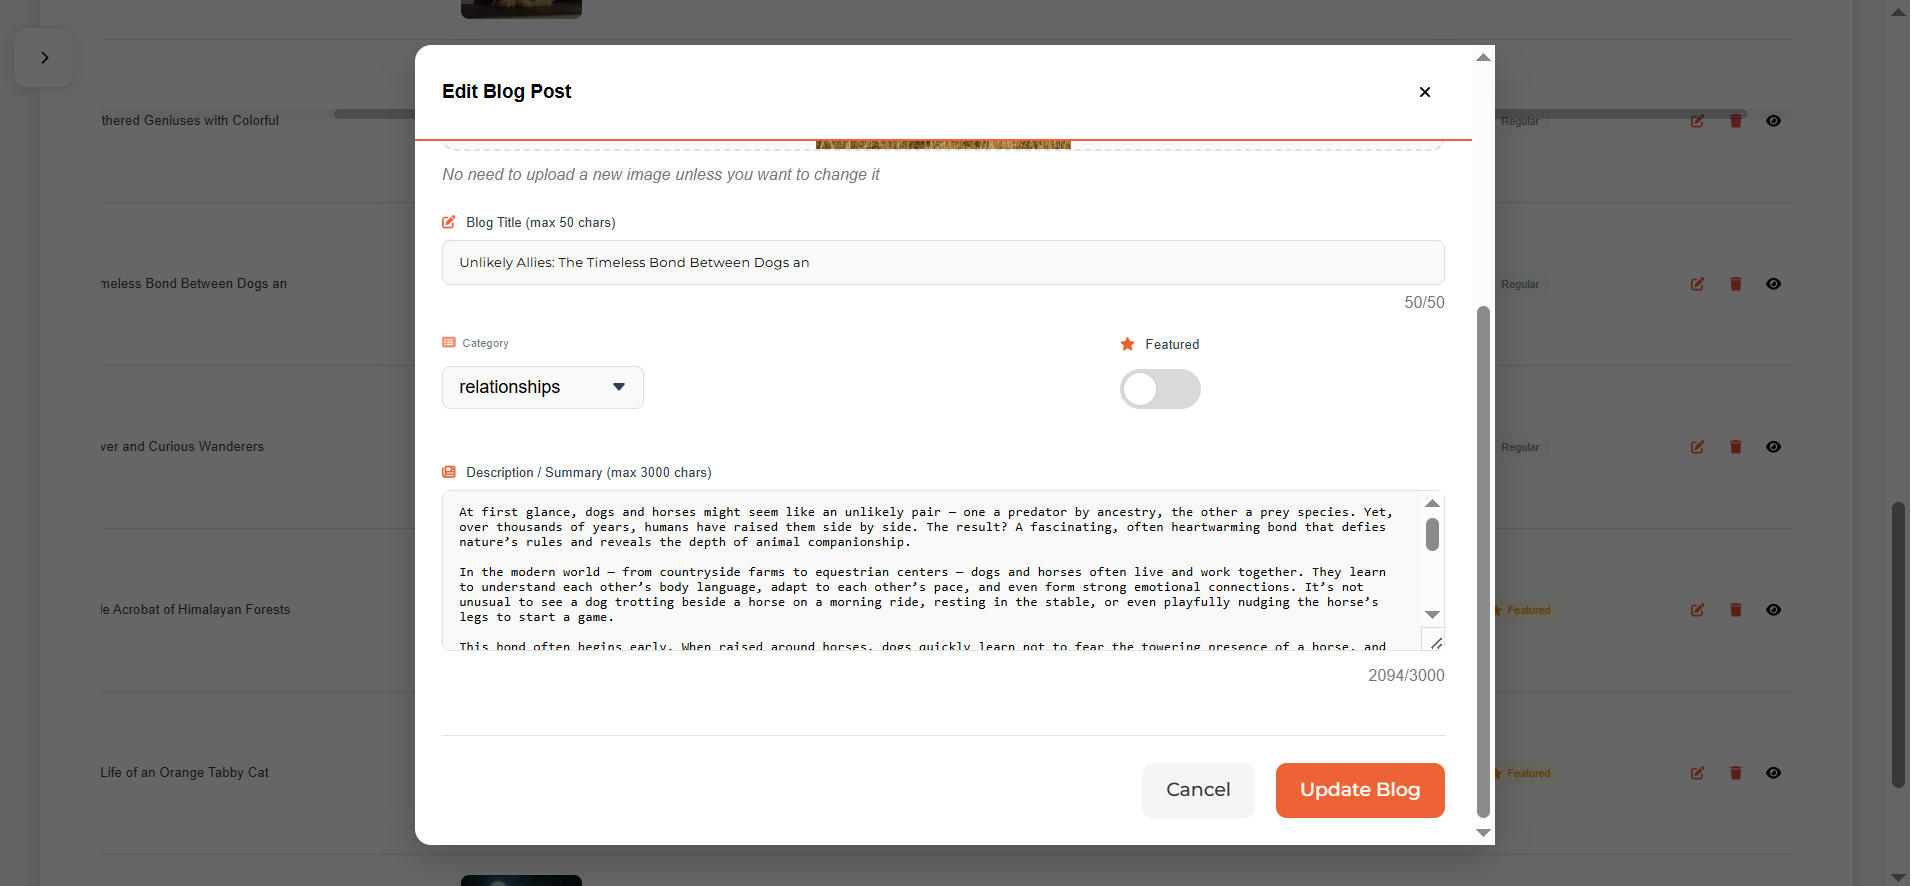 Edit Blog Post
No need to upload a new image unless you want to change it
Blog Title (max 50 chars)
Unlikely Allies: The Timeless Bond Between Dogs an
50/50
Category
Featured
relationships
Description / Summary (max 3000 chars)
At first glance, dogs and horses might seem like an unlikely pair — one a predator by ancestry, the other a prey species. Yet,
over thousands of years, humans have raised them side by side. The result? A fascinating, often heartwarming bond that defies
nature’s rules and reveals the depth of animal companionship.
In the modern world — from countryside farms to equestrian centers — dogs and horses often live and work together. They learn
to understand each other’s body language, adapt to each other’s pace, and even form strong emotional connections. It’s not
unusual to see a dog trotting beside a horse on a morning ride, resting in the stable, or even playfully nudging the horse’s
legs to start a game.
This bond often begins early. When raised around horses, dogs quickly learn not to fear the towering presence of a horse, and
2094/3000
Cancel
Update Blog
thered Geniuses with Colorful
Regular
meless Bond Between Dogs an
Regular
ver and Curious Wanderers
Regular
le Acrobat of Himalayan Forests
Featured
Life of an Orange Tabby Cat
Featured